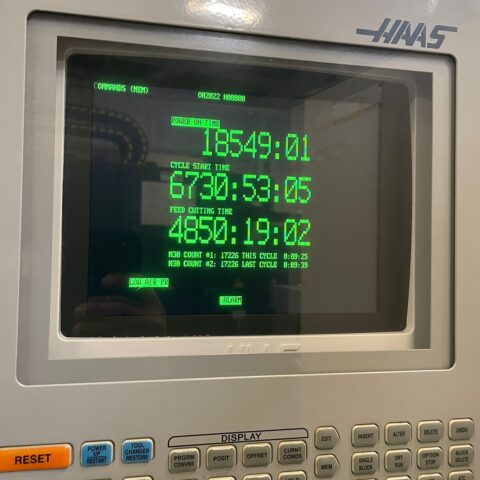 HAAS
COMMANDS (MEM)
O02022 N00000
POWER ON TIME
18549:01
CYCLE START TIME
6730:53:05
FEED CUTTING TIME
4850:19:02
M30 COUNT #1: 17226 THIS CYCLE 0:09:25
M30 COUNT #2: 17226 LAST CYCLE 0:09:39
LOW AIR PR
ALARM
HAAS
DISPLAY
RESET
POWER UP RESTART
TOOL CHANGER RESTORE
PRGRM CONVRS
POSIT
OFFSET
CURNT COMDS
EDIT
INSERT
ALTER
DELETE
UNDO
MEM
SINGLE BLOCK
DRY RUN
OPTION STOP
BLOCK DELETE